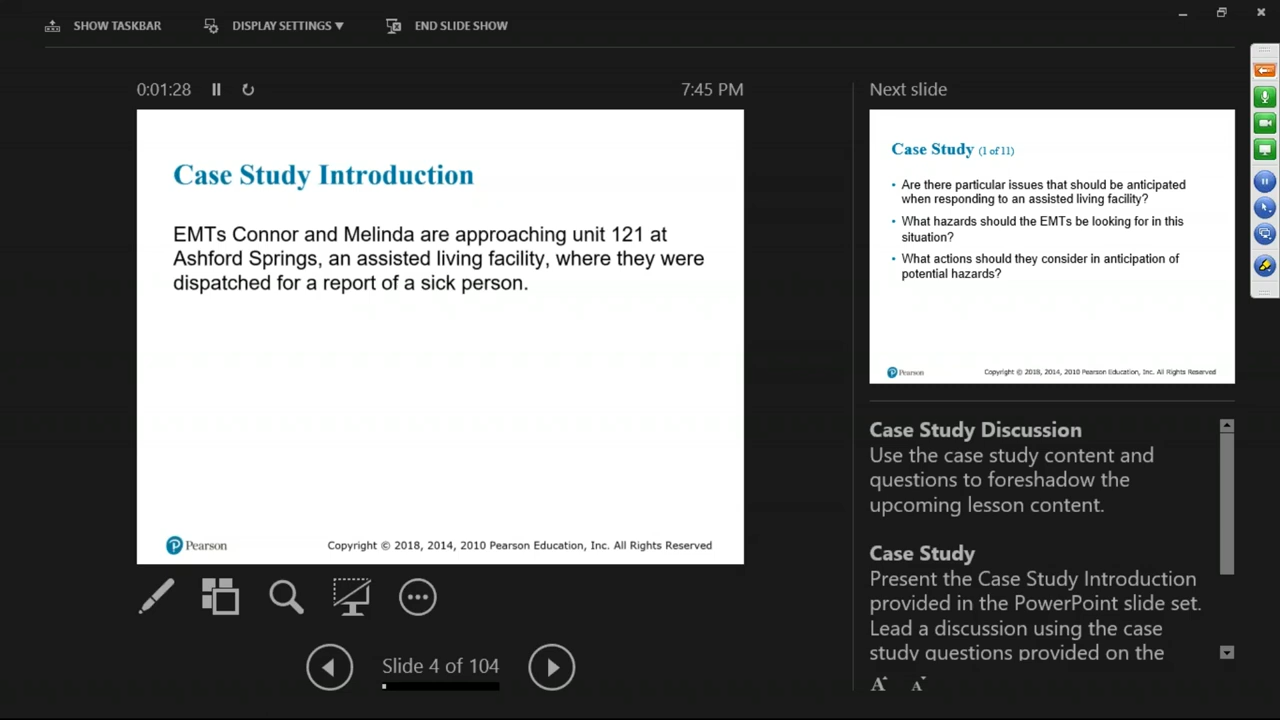 SHOW TASKBAR
DISPLAY SETTINGS ▼
END SLIDE SHOW
0:01:28
7:45 PM
Case Study Introduction
EMTs Connor and Melinda are approaching unit 121 at
Ashford Springs, an assisted living facility, where they were
dispatched for a report of a sick person.
Pearson
Copyright © 2018, 2014, 2010 Pearson Education, Inc. All Rights Reserved
Slide 4 of 104
Next slide
Case Study (1 of 11)
• Are there particular issues that should be anticipated
when responding to an assisted living facility?
• What hazards should the EMTs be looking for in this
situation?
• What actions should they consider in anticipation of
potential hazards?
Pearson
Copyright © 2018, 2014, 2010 Pearson Education, Inc. All Rights Reserved
Case Study Discussion
Use the case study content and
questions to foreshadow the
upcoming lesson content.
Case Study
Present the Case Study Introduction
provided in the PowerPoint slide set.
Lead a discussion using the case
study questions provided on the
A A